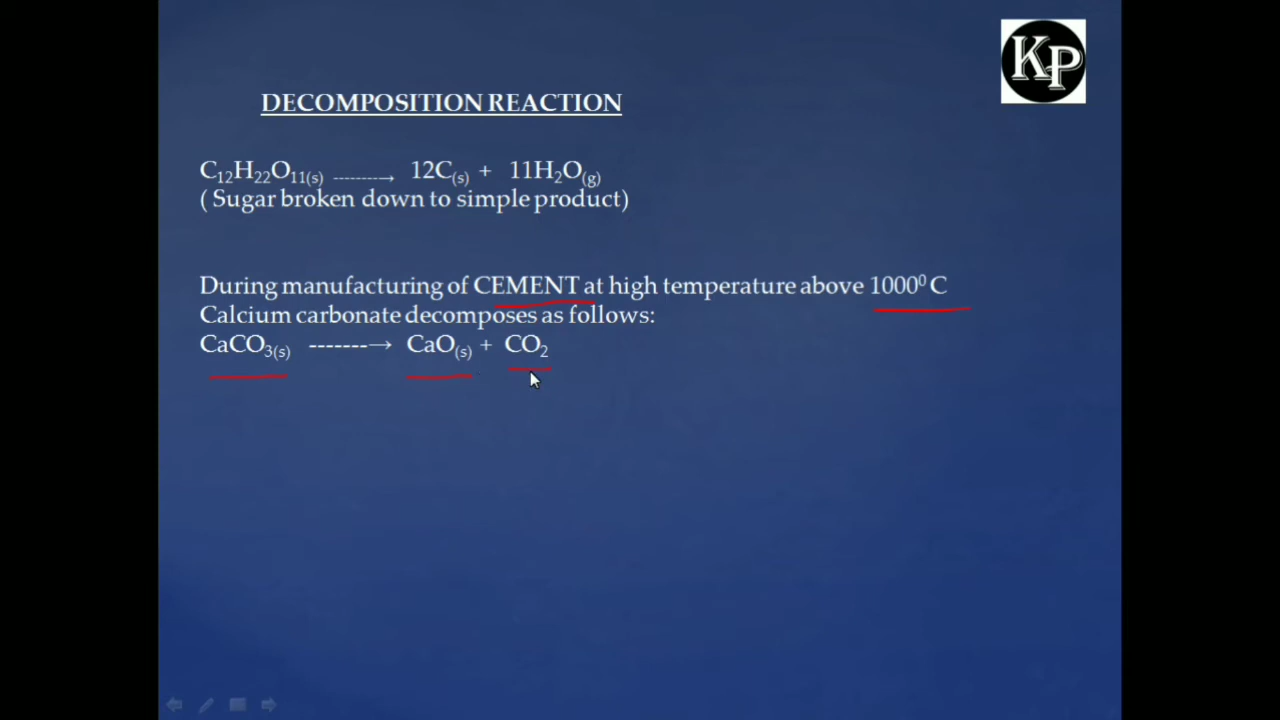 KP
DECOMPOSITION REACTION
C₁₂H₂₂O₁₁₍ₛ₎ ---------→ 12C₍ₛ₎ + 11H₂O(g)
( Sugar broken down to simple product)
During manufacturing of CEMENT at high temperature above 1000⁰ C
Calcium carbonate decomposes as follows:
CaCO₃₍ₛ₎ -------→ CaO₍ₛ₎ + CO₂